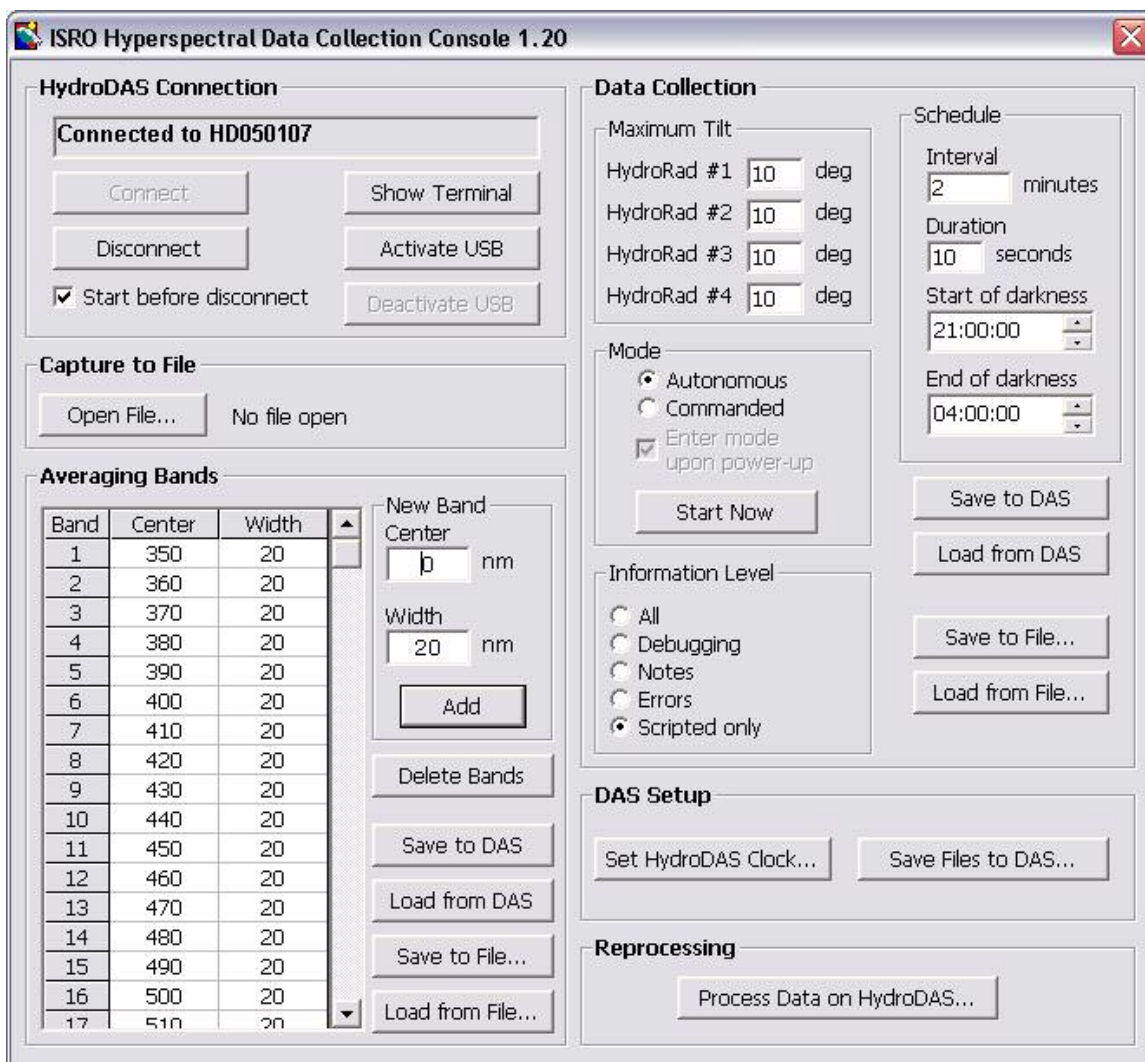 ISRO Hyperspectral Data Collection Console 1.20
HydroDAS Connection
Connected to HD050107
Connect
Show Terminal
Disconnect
Activate USB
Start before disconnect
Deactivate USB
Capture to File
Open File...
No file open
Averaging Bands
Band Center Width
1 350 20
2 360 20
3 370 20
4 380 20
5 390 20
6 400 20
7 410 20
8 420 20
9 430 20
10 440 20
11 450 20
12 460 20
13 470 20
14 480 20
15 490 20
16 500 20
17 510 20
New Band
Center
0 nm
Width
20 nm
Add
Delete Bands
Save to DAS
Load from DAS
Save to File...
Load from File...
Data Collection
Maximum Tilt
HydroRad #1 10 deg
HydroRad #2 10 deg
HydroRad #3 10 deg
HydroRad #4 10 deg
Mode
Autonomous
Commanded
Enter mode
upon power-up
Start Now
Information Level
All
Debugging
Notes
Errors
Scripted only
Schedule
Interval
2 minutes
Duration
10 seconds
Start of darkness
21:00:00
End of darkness
04:00:00
Save to DAS
Load from DAS
Save to File...
Load from File...
DAS Setup
Set HydroDAS Clock...
Save Files to DAS...
Reprocessing
Process Data on HydroDAS...